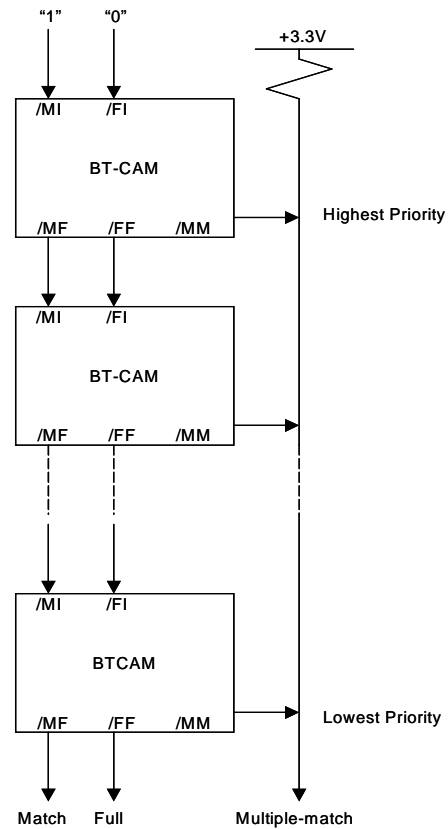 “1” “0”
+3.3V
/MI /FI
BT-CAM
Highest Priority
/MF /FF /MM
/MI /FI
BT-CAM
/MF /FF /MM
/MI /FI
BTCAM
Lowest Priority
/MF /FF /MM
Match Full Multiple-match